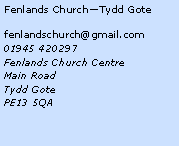 Fenlands Church—Tydd Gote
fenlandschurch@gmail.com
01945 420297
Fenlands Church Centre
Main Road
Tydd Gote
PE13 5QA